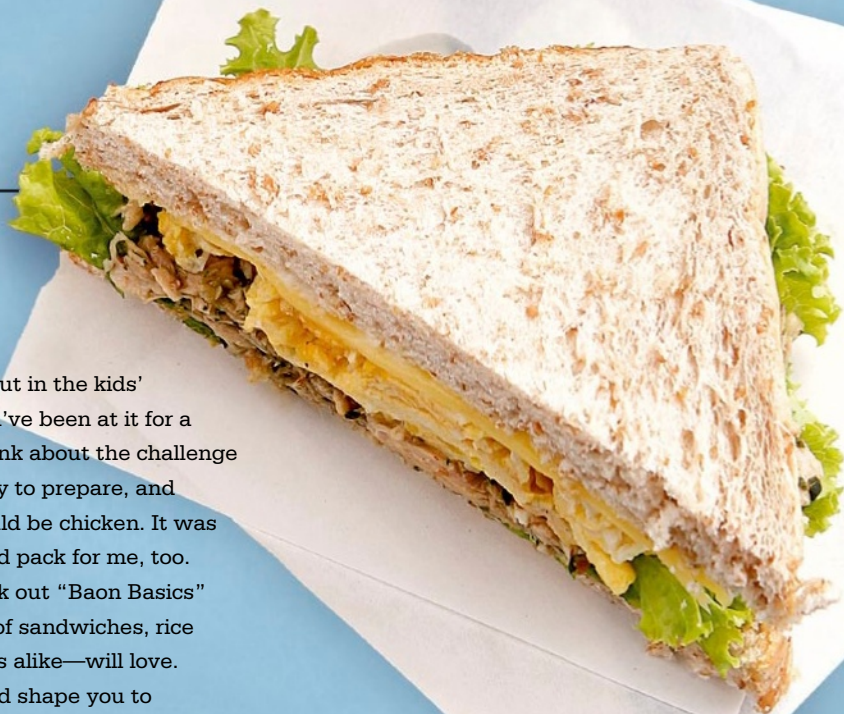 ut in the kids’
’ve been at it for a
nk about the challenge
y to prepare, and
ld be chicken. It was
d pack for me, too.
k out “Baon Basics”
of sandwiches, rice
s alike—will love.
d shape you to